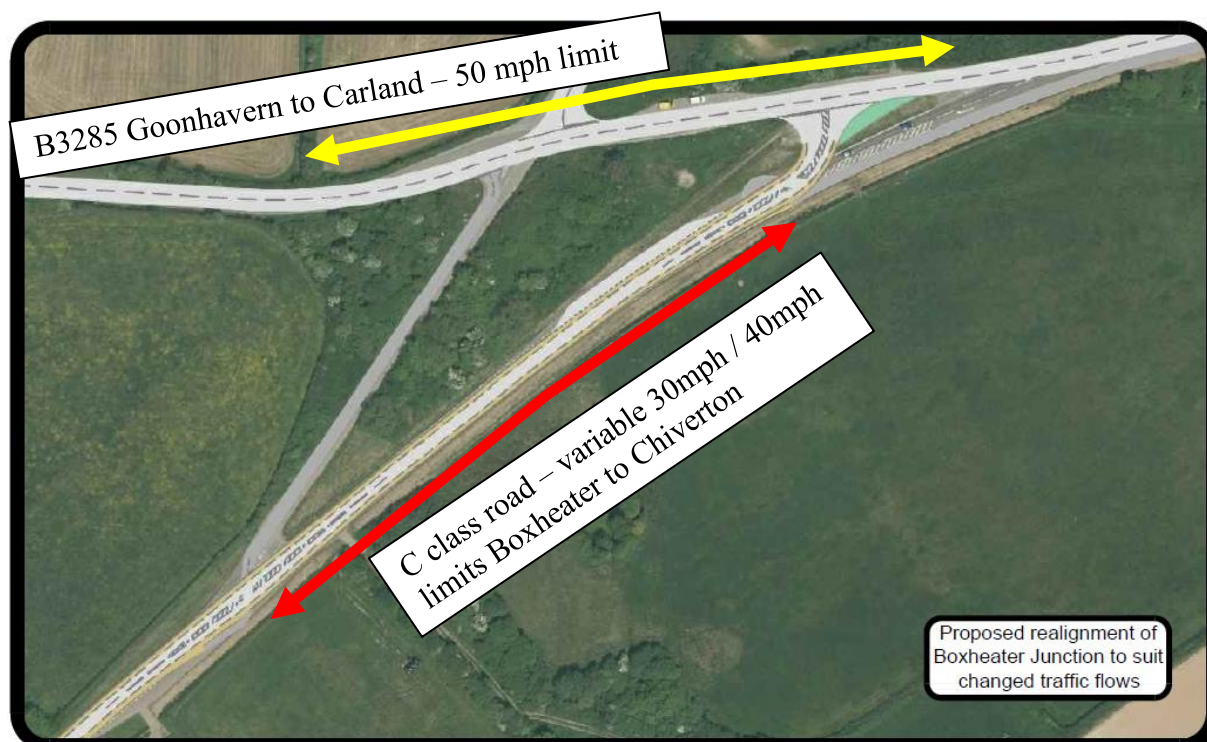 B3285 Goonhavern to Carland – 50 mph limit
C class road – variable 30mph / 40mph
limits Boxheater to Chiverton
Proposed realignment of
Boxheater Junction to suit
changed traffic flows